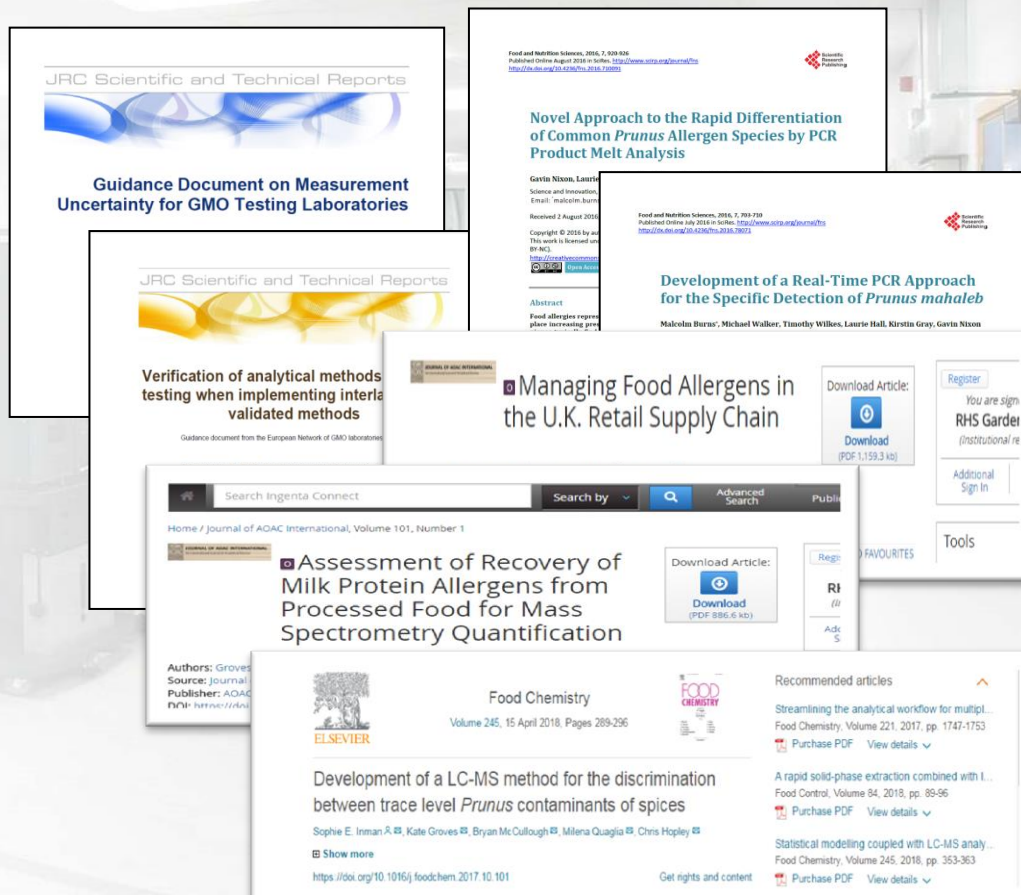 JRC Scientific and Technical Reports
Guidance Document on Measurement
Uncertainty for GMO Testing Laboratories
JRC Scientific and Technical Reports
Verification of analytical methods
testing when implementing
validated methods
Guidance document from the European Network of GMO laboratories
Food and Nutrition Sciences, 2016, 7, 920-926
Published Online August 2016 in SciRes. http://www.scirp.org/journal/fns
http://dx.doi.org/10.4236/fns.2016.710091
Scientific
Research
Publishing
Novel Approach to the Rapid Differentiation
of Common Prunus Allergen Species by PCR
Product Melt Analysis
Gavin Nixon, Laurie
Science and Innovation,
Email: *malcolm.burns
Received 2 August 2016
Copyright © 2016 by
This work is licensed
BY-NC).
Open
Abstract
Food allergies
place increasing
Food and Nutrition Sciences, 2016, 7, 703-710
Published Online July 2016 in SciRes. http://www.scirp.org/journal/fns
http://dx.doi.org/10.4236/fns.2016.78071
Scientific
Research
Publishing
Development of a Real-Time PCR Approach
for the Specific Detection of Prunus mahaleb
Malcolm Burns*, Michael Walker, Timothy Wilkes, Laurie Hall, Kirstin Gray, Gavin Nixon
JOURNAL OF AOAC INTERNATIONAL
Managing Food Allergens in
the U.K. Retail Supply Chain
Download Article:
Download
(PDF 1,159.3 kb)
Register
You are
RHS
(Institutional
Additional
Sign In
Tools
FAVOURITES
Search Ingenta Connect
Search by
Advanced
Search
Home / Journal of AOAC International, Volume 101, Number 1
JOURNAL OF AOAC INTERNATIONAL
Assessment of Recovery of
Milk Protein Allergens from
Processed Food for Mass
Spectrometry Quantification
Download Article:
Download
(PDF 886.6 kb)
Authors: Groves
Source: Journal
Publisher: AOAC
ELSEVIER
Food Chemistry
Volume 245, 15 April 2018, Pages 289-296
FOOD
CHEMISTRY
Development of a LC-MS method for the discrimination
between trace level Prunus contaminants of spices
Sophie E. Inman, Kate Groves, Bryan McCullough, Milena Quaglia, Chris Hopley
Show more
https://doi.org/10.1016/j.foodchem.2017.10.101
Get rights and content
Recommended articles
Streamlining the analytical workflow for multipl...
Food Chemistry, Volume 221, 2017, pp. 1747-1753
Purchase PDF View details
A rapid solid-phase extraction combined with l...
Food Control, Volume 84, 2018, pp. 89-96
Purchase PDF View details
Statistical modelling coupled with LC-MS analy...
Food Chemistry, Volume 245, 2018, pp. 353-363
Purchase PDF View details